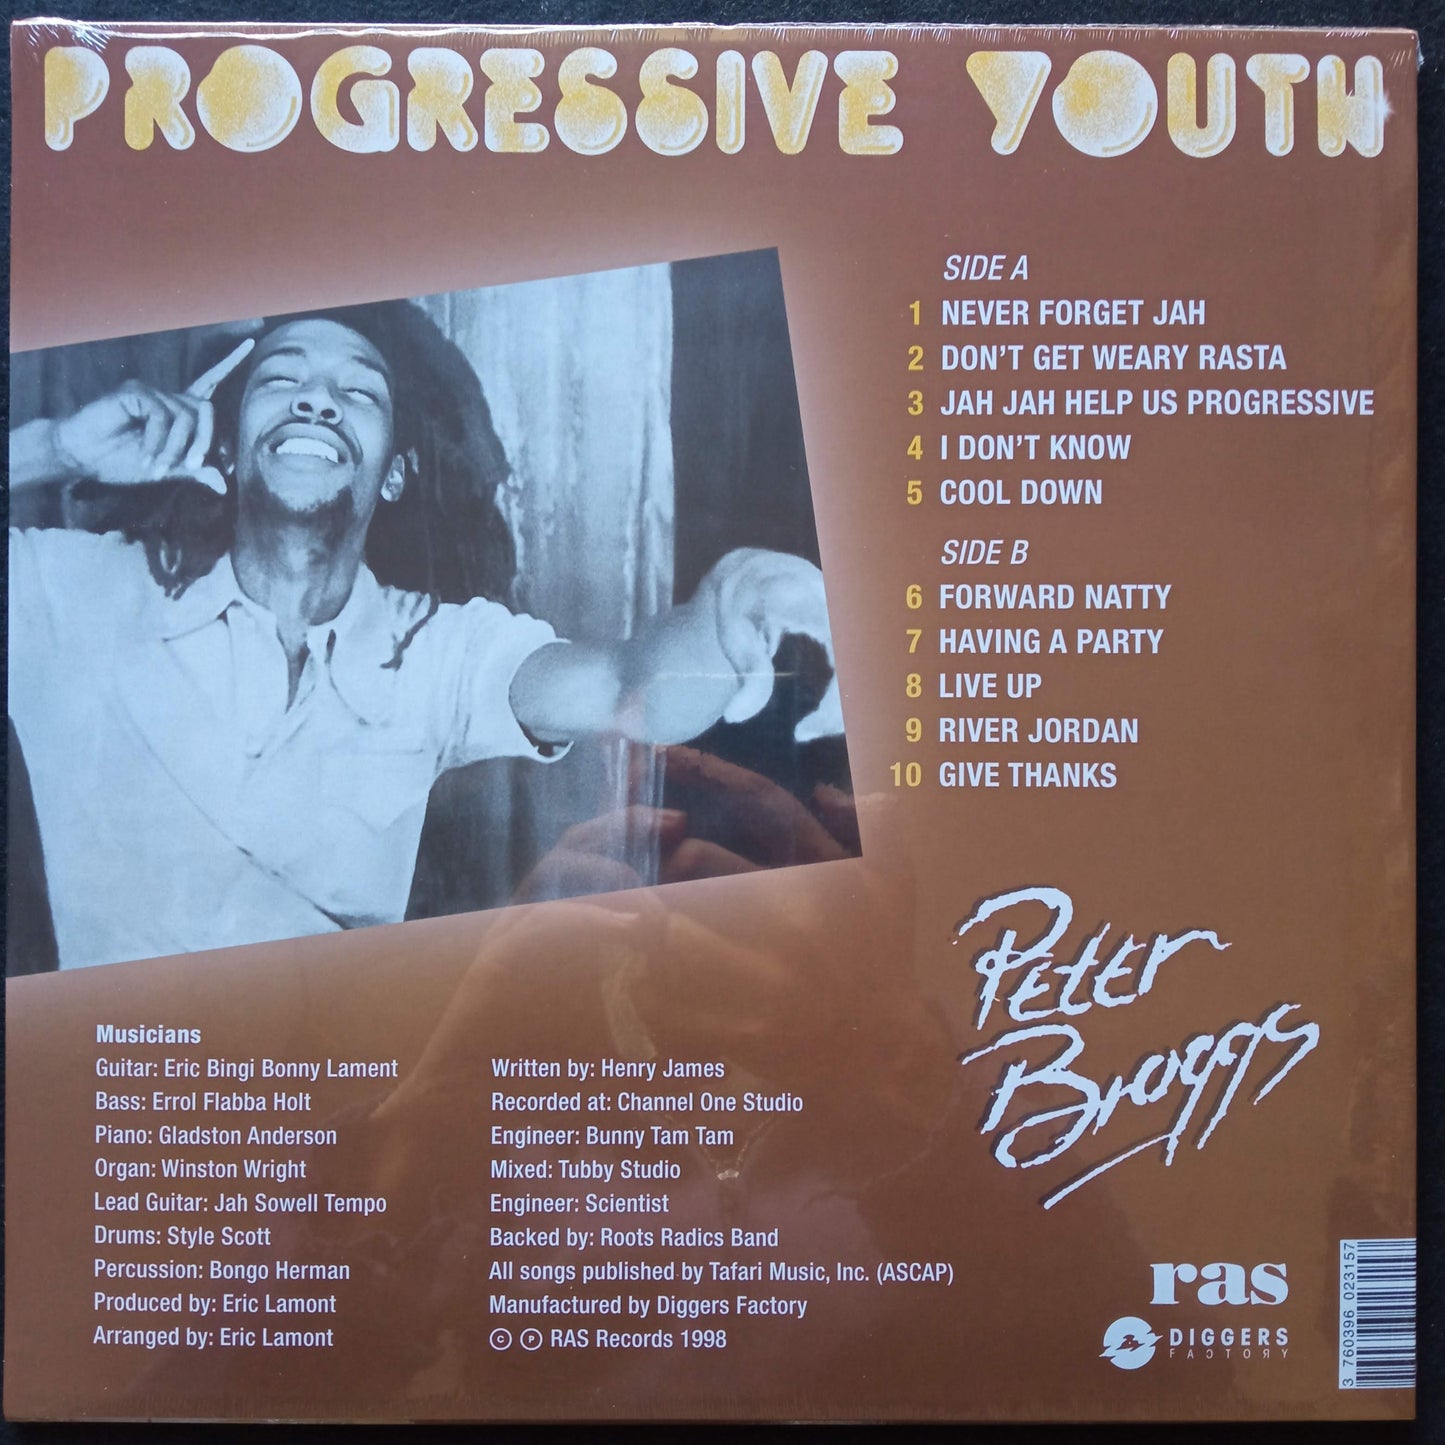 PROGRESSIVE YOUTH
SIDE A
1 NEVER FORGET JAH
2 DON'T GET WEARY RASTA
3 JAH JAH HELP US PROGRESSIVE
4 I DON'T KNOW
5 COOL DOWN
SIDE B
6 FORWARD NATTY
7 HAVING A PARTY
8 LIVE UP
9 RIVER JORDAN
10 GIVE THANKS
Peter Broggs
Musicians
Guitar: Eric Bingi Bonny Lament
Bass: Errol Flabba Holt
Piano: Gladston Anderson
Organ: Winston Wright
Lead Guitar: Jah Sowell Tempo
Drums: Style Scott
Percussion: Bongo Herman
Produced by: Eric Lamont
Arranged by: Eric Lamont
Written by: Henry James
Recorded at: Channel One Studio
Engineer: Bunny Tam Tam
Mixed: Tubby Studio
Engineer: Scientist
Backed by: Roots Radics Band
All songs published by Tafari Music, Inc. (ASCAP)
Manufactured by Diggers Factory
© ℗ RAS Records 1998
ras
DIGGERS
FACTORY
3 760396 023157